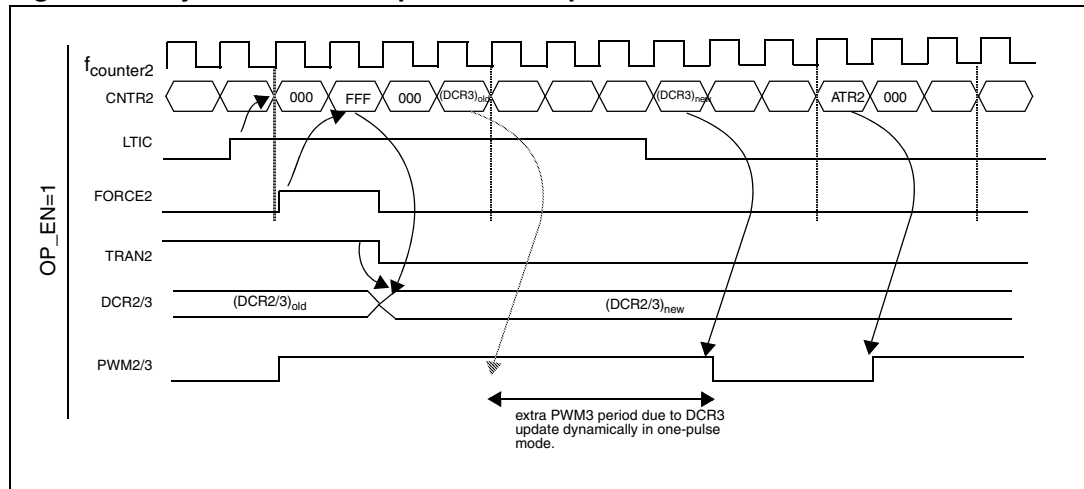 f counter2
CNTR2
000
FFF
000
(DCR3)old
(DCR3)new
ATR2
000
LTIC
FORCE2
OP_EN=1
TRAN2
DCR2/3
(DCR2/3)old
(DCR2/3)new
PWM2/3
extra PWM3 period due to DCR3
update dynamically in one-pulse
mode.